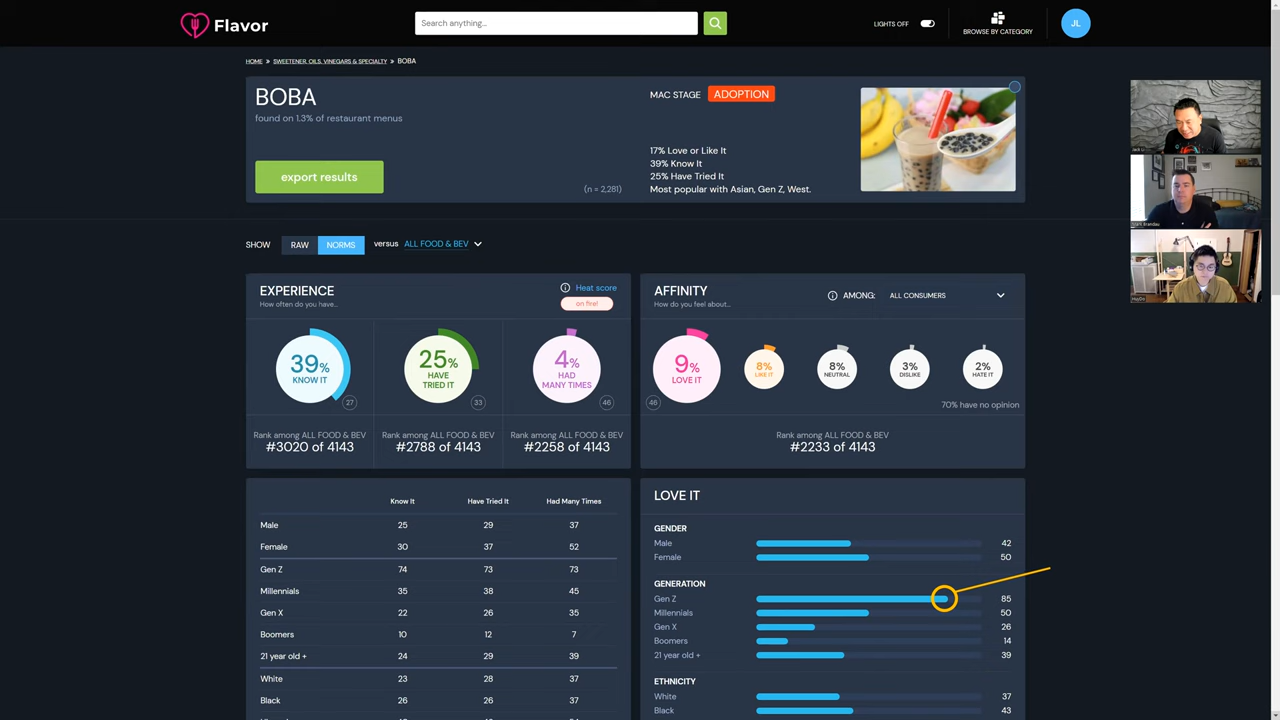 Flavor
Search anything...
LIGHTS OFF
BROWSE BY CATEGORY
JL
HOME » SWEETENER, OILS, VINEGARS & SPECIALTY » BOBA
BOBA
found on 1.3% of restaurant menus
export results
(n = 2,281)
MAC STAGE ADOPTION
17% Love or Like It
39% Know It
25% Have Tried It
Most popular with Asian, Gen Z, West.
Jack Li
Mark Brandau
Huy Do
SHOW RAW NORMS versus ALL FOOD & BEV
EXPERIENCE
How often do you have...
Heat score
on fire!
39% KNOW IT
27
25% HAVE TRIED IT
33
4% HAD MANY TIMES
46
Rank among ALL FOOD & BEV
#3020 of 4143
Rank among ALL FOOD & BEV
#2788 of 4143
Rank among ALL FOOD & BEV
#2258 of 4143
AFFINITY
How do you feel about...
AMONG: ALL CONSUMERS
9% LOVE IT
46
8% LIKE IT
8% NEUTRAL
3% DISLIKE
2% HATE IT
70% have no opinion
Rank among ALL FOOD & BEV
#2233 of 4143
Know It Have Tried It Had Many Times
Male 25 29 37
Female 30 37 52
Gen Z 74 73 73
Millennials 35 38 45
Gen X 22 26 35
Boomers 10 12 7
21 year old + 24 29 39
White 23 28 37
Black 26 26 43
LOVE IT
GENDER
Male 42
Female 50
GENERATION
Gen Z 85
Millennials 50
Gen X 26
Boomers 14
21 year old + 39
ETHNICITY
White 37
Black 43